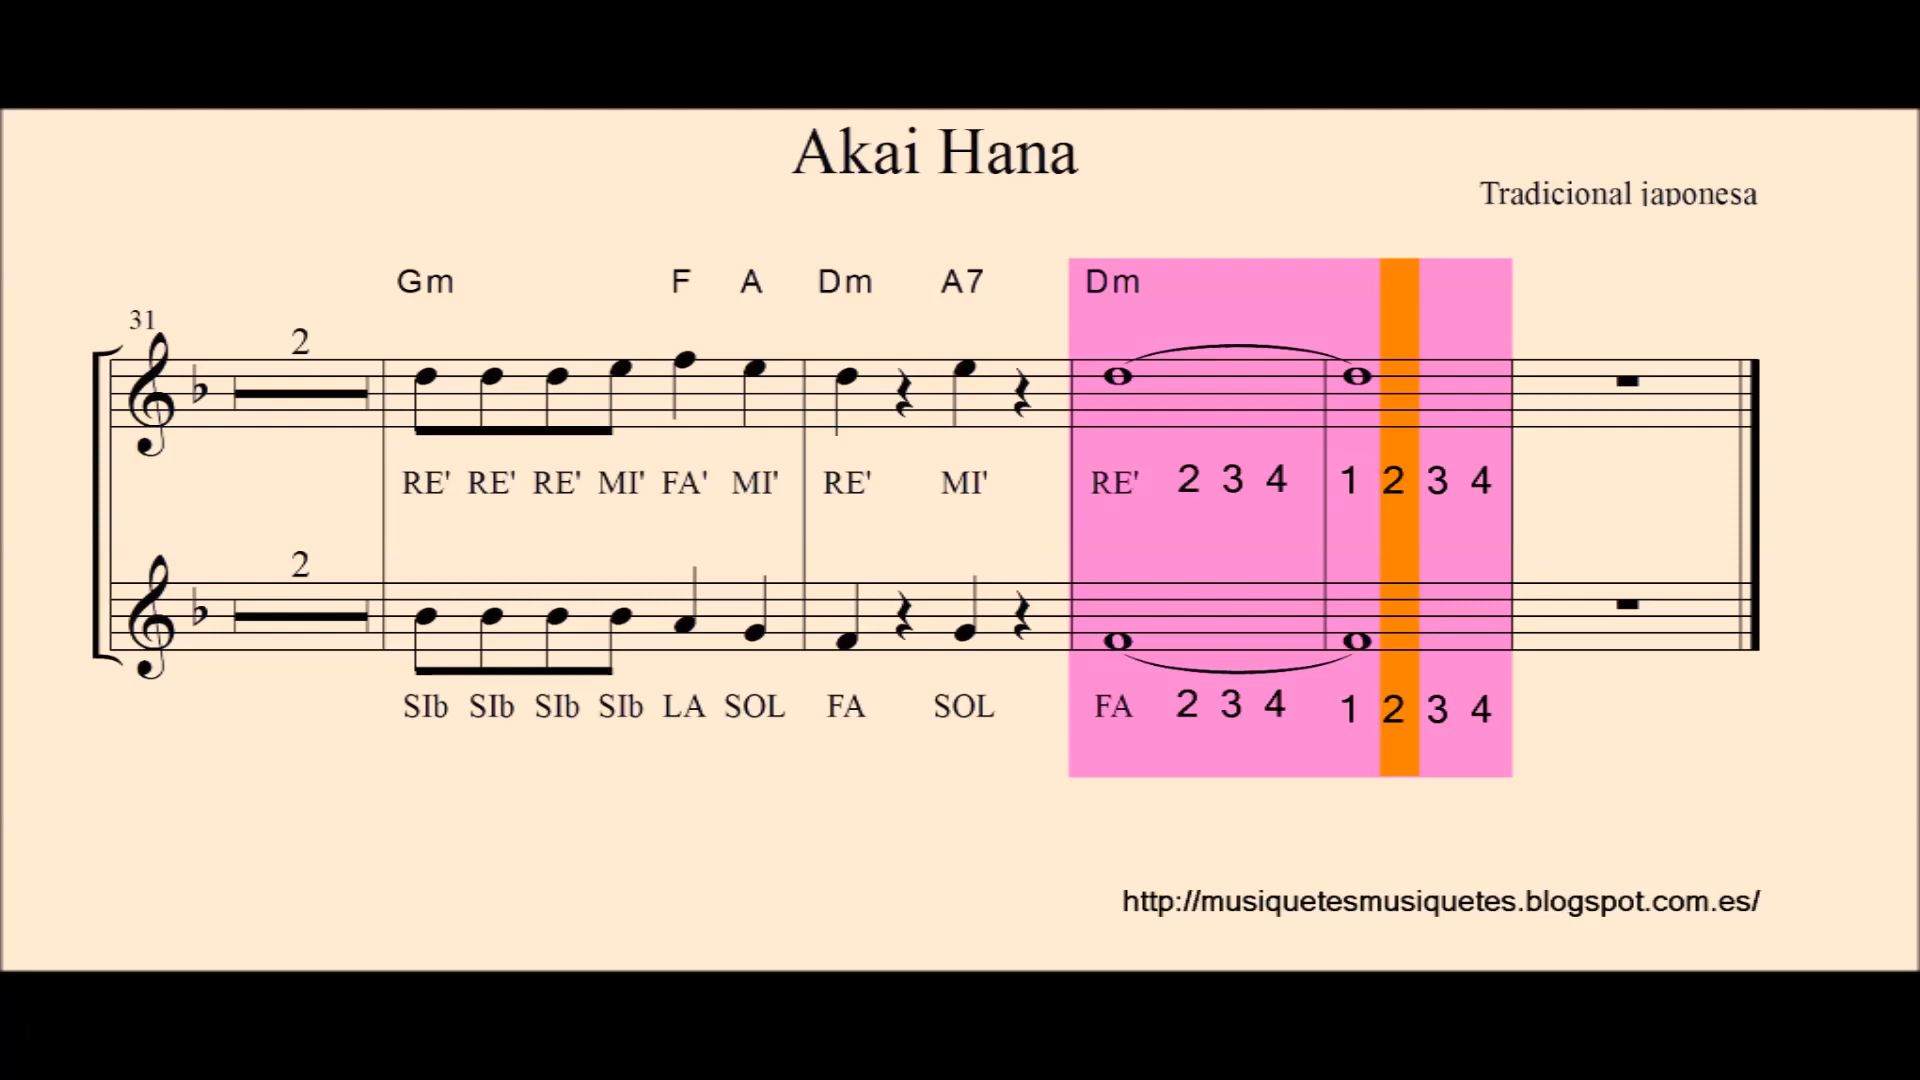 Akai Hana
Tradicional japonesa
Gm F A Dm A7 Dm
31
2
RE' RE' RE' MI' FA' MI' RE' MI' RE' 2 3 4 1 2 3 4
2
SIb SIb SIb SIb LA SOL FA SOL FA 2 3 4 1 2 3 4
http://musiquetesmusiquetes.blogspot.com.es/